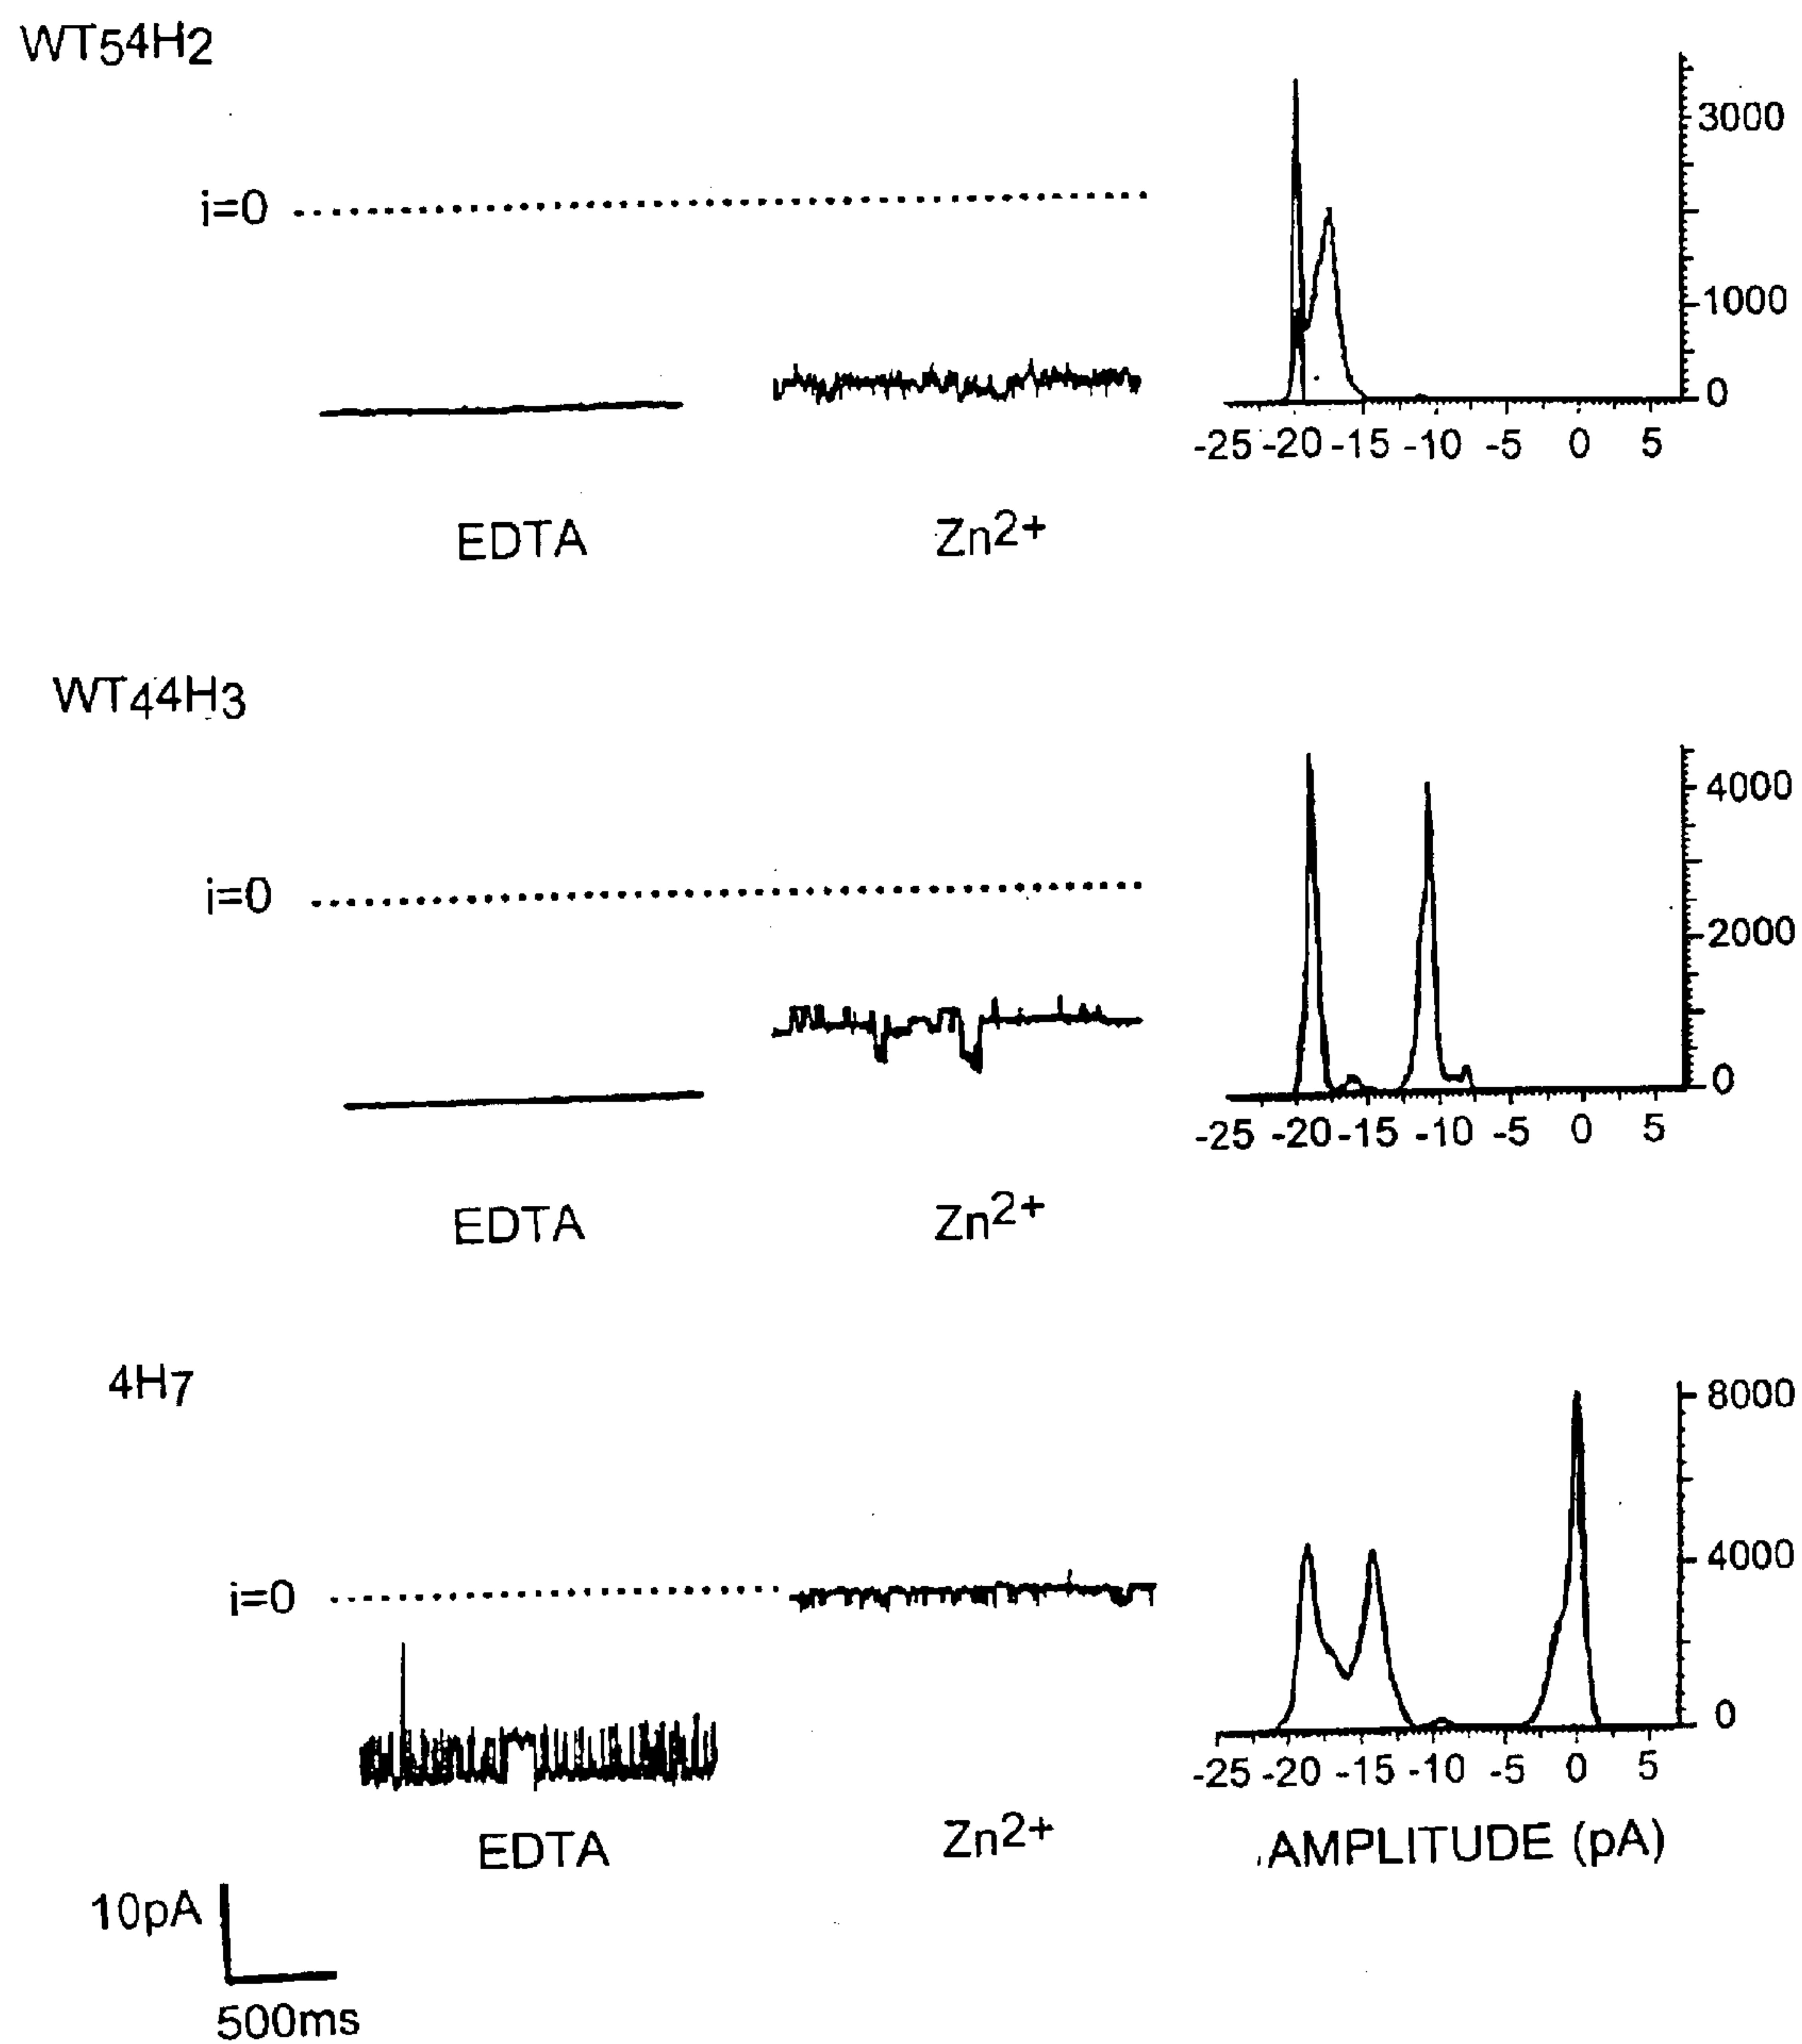 WT54H2
3000
1000
0
i=0
-25 -20 -15 -10 -5 0 5
EDTA
Zn2+
WT44H3
4000
2000
0
i=0
-25 -20 -15 -10 -5 0 5
EDTA
Zn2+
4H7
8000
4000
0
i=0
-25 -20 -15 -10 -5 0 5
EDTA
Zn2+
AMPLITUDE (pA)
10pA
500ms